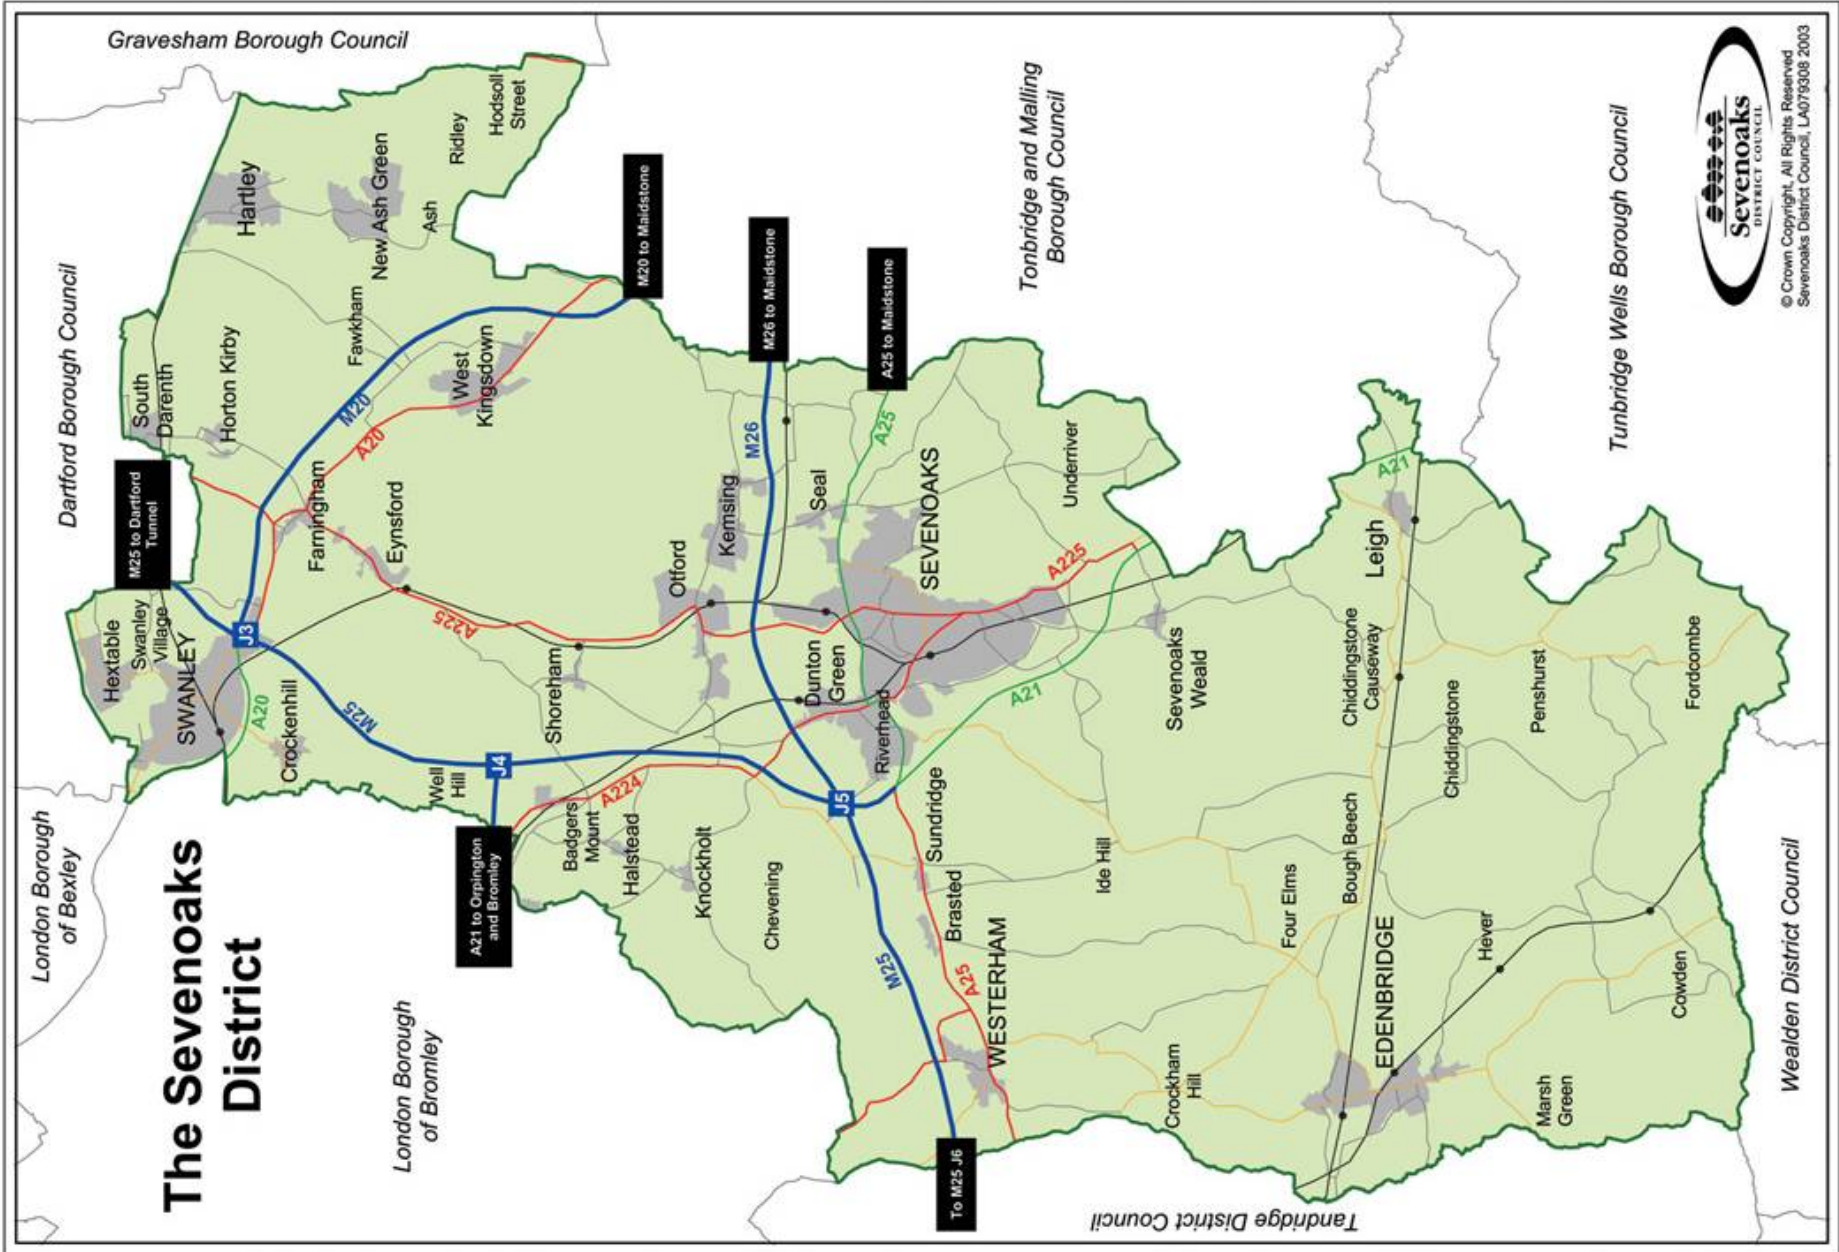 The Sevenoaks
District
London Borough
of Bexley
Dartford Borough Council
Gravesham Borough Council
London Borough
of Bromley
Tonbridge and Malling
Borough Council
Tunbridge Wells Borough Council
Wealden District Council
Tandridge District Council
M25 to Dartford
Tunnel
Hextable
Swanley
Village
SWANLEY
J3
A20
Crockenhill
M25
South
Darenth
Horton Kirby
Hartley
Fawkham
New Ash Green
Ash
Ridley
Hodsoll
Street
M20
A20
Farningham
Eynsford
West
Kingsdown
M20 to Maidstone
Well
Hill
J4
A21 to Orpington
and Bromley
A225
Shoreham
Badgers
Mount
A224
Halstead
Knockholt
Otford
Kemsing
M26
M26 to Maidstone
Chevening
Dunton
Green
Seal
J5
A25
A25 to Maidstone
Riverhead
SEVENOAKS
M25
Sundridge
Brasted
A25
WESTERHAM
To M25 J6
A21
A225
Underriver
Ide Hill
Sevenoaks
Weald
Crockham
Hill
Four Elms
Bough Beech
Chiddingstone
Causeway
Leigh
A21
EDENBRIDGE
Chiddingstone
Hever
Penshurst
Marsh
Green
Cowden
Fordcombe
Sevenoaks
DISTRICT COUNCIL
© Crown Copyright, All Rights Reserved
Sevenoaks District Council, LA079308 2003